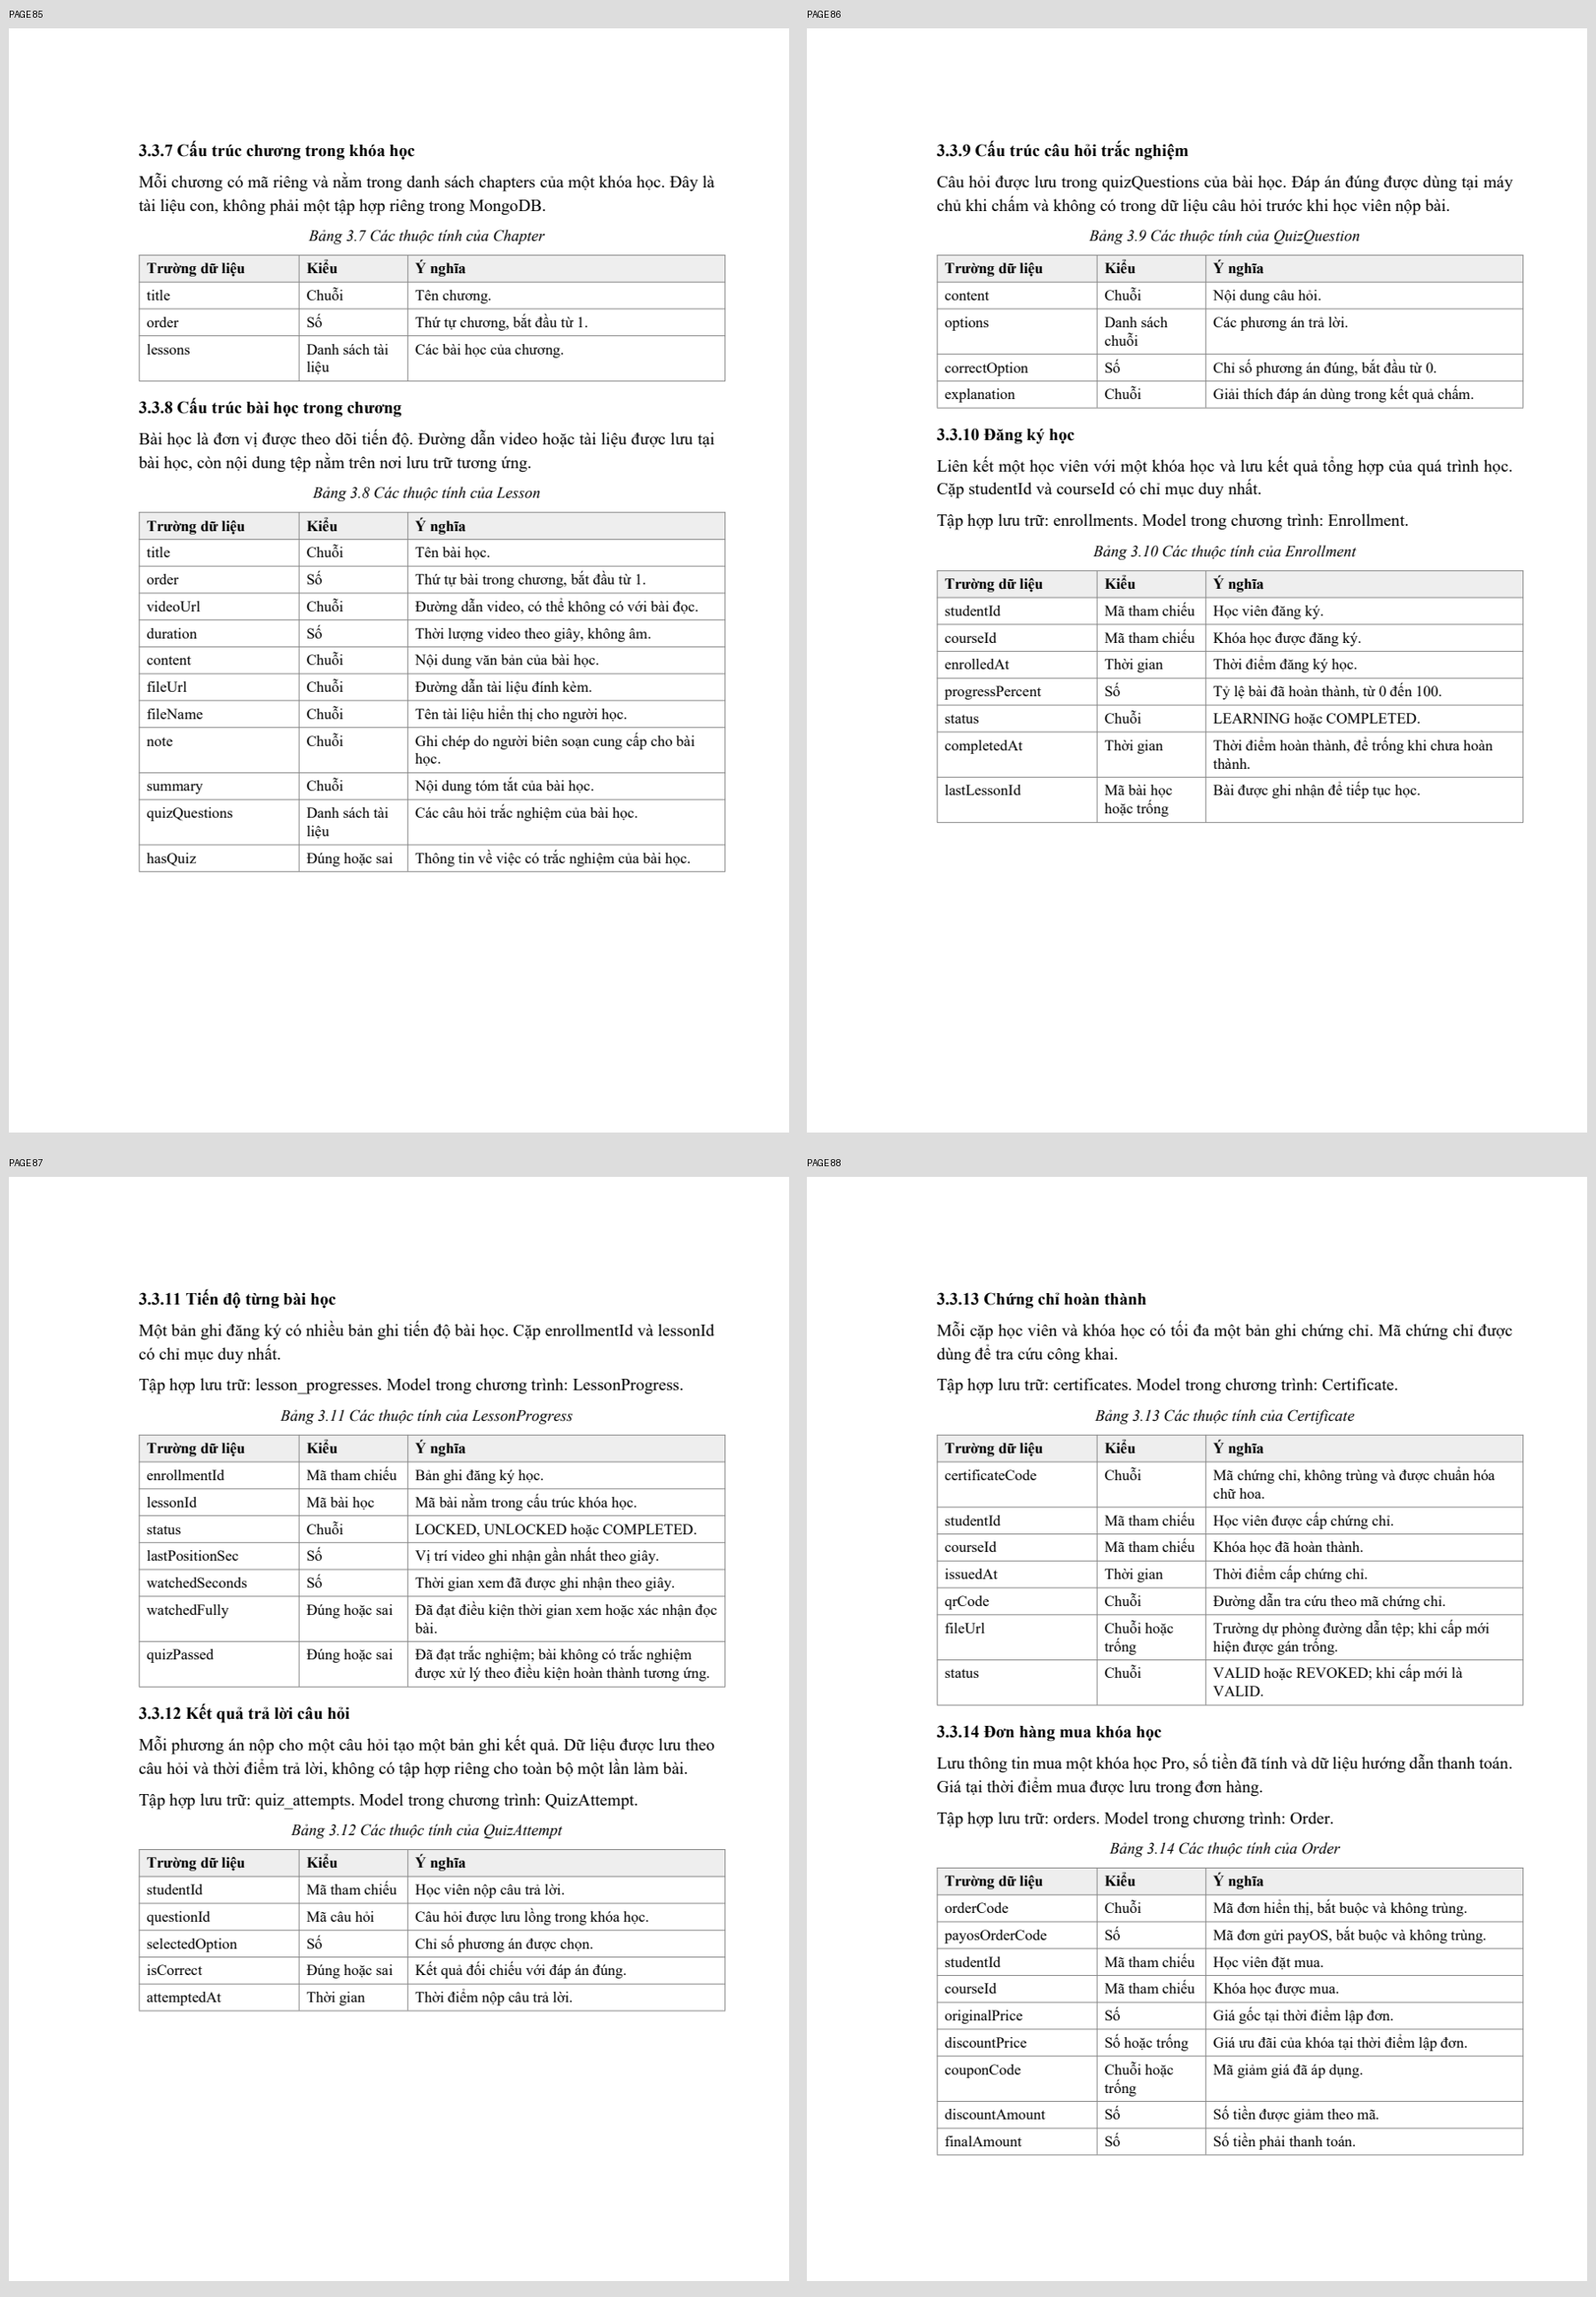 PAGE 85
3.3.7 Cấu trúc chương trong khóa học
Mỗi chương có mã riêng và nằm trong danh sách chapters của một khóa học. Đây là
tài liệu con, không phải một tập hợp riêng trong MongoDB.
Bảng 3.7 Các thuộc tính của Chapter
Trường dữ liệu Kiểu Ý nghĩa
title Chuỗi Tên chương.
order Số Thứ tự chương, bắt đầu từ 1.
lessons Danh sách tài Các bài học của chương.
liệu
3.3.8 Cấu trúc bài học trong chương
Bài học là đơn vị được theo dõi tiến độ. Đường dẫn video hoặc tài liệu được lưu tại
bài học, còn nội dung tệp nằm trên nơi lưu trữ tương ứng.
Bảng 3.8 Các thuộc tính của Lesson
Trường dữ liệu Kiểu Ý nghĩa
title Chuỗi Tên bài học.
order Số Thứ tự bài trong chương, bắt đầu từ 1.
videoUrl Chuỗi Đường dẫn video, có thể không có với bài đọc.
duration Số Thời lượng video theo giây, không âm.
content Chuỗi Nội dung văn bản của bài học.
fileUrl Chuỗi Đường dẫn tài liệu đính kèm.
fileName Chuỗi Tên tài liệu hiển thị cho người học.
note Chuỗi Ghi chép do người biên soạn cung cấp cho bài
học.
summary Chuỗi Nội dung tóm tắt của bài học.
quizQuestions Danh sách tài Các câu hỏi trắc nghiệm của bài học.
liệu
hasQuiz Đúng hoặc sai Thông tin về việc có trắc nghiệm của bài học.
PAGE 86
3.3.9 Cấu trúc câu hỏi trắc nghiệm
Câu hỏi được lưu trong quizQuestions của bài học. Đáp án đúng được dùng tại máy
chủ khi chấm và không có trong dữ liệu câu hỏi trước khi học viên nộp bài.
Bảng 3.9 Các thuộc tính của QuizQuestion
Trường dữ liệu Kiểu Ý nghĩa
content Chuỗi Nội dung câu hỏi.
options Danh sách Các phương án trả lời.
chuỗi
correctOption Số Chỉ số phương án đúng, bắt đầu từ 0.
explanation Chuỗi Giải thích đáp án dùng trong kết quả chấm.
3.3.10 Đăng ký học
Liên kết một học viên với một khóa học và lưu kết quả tổng hợp của quá trình học.
Cặp studentId và courseId có chỉ mục duy nhất.
Tập hợp lưu trữ: enrollments. Model trong chương trình: Enrollment.
Bảng 3.10 Các thuộc tính của Enrollment
Trường dữ liệu Kiểu Ý nghĩa
studentId Mã tham chiếu Học viên đăng ký.
courseId Mã tham chiếu Khóa học được đăng ký.
enrolledAt Thời gian Thời điểm đăng ký học.
progressPercent Số Tỷ lệ bài đã hoàn thành, từ 0 đến 100.
status Chuỗi LEARNING hoặc COMPLETED.
completedAt Thời gian Thời điểm hoàn thành, để trống khi chưa hoàn
thành.
lastLessonId Mã bài học Bài được ghi nhận để tiếp tục học.
hoặc trống
PAGE 87
3.3.11 Tiến độ từng bài học
Một bản ghi đăng ký có nhiều bản ghi tiến độ bài học. Cặp enrollmentId và lessonId
có chỉ mục duy nhất.
Tập hợp lưu trữ: lesson_progresses. Model trong chương trình: LessonProgress.
Bảng 3.11 Các thuộc tính của LessonProgress
Trường dữ liệu Kiểu Ý nghĩa
enrollmentId Mã tham chiếu Bản ghi đăng ký học.
lessonId Mã bài học Mã bài nằm trong cấu trúc khóa học.
status Chuỗi LOCKED, UNLOCKED hoặc COMPLETED.
lastPositionSec Số Vị trí video ghi nhận gần nhất theo giây.
watchedSeconds Số Thời gian xem đã được ghi nhận theo giây.
watchedFully Đúng hoặc sai Đã đạt điều kiện thời gian xem hoặc xác nhận đọc
bài.
quizPassed Đúng hoặc sai Đã đạt trắc nghiệm; bài không có trắc nghiệm
được xử lý theo điều kiện hoàn thành tương ứng.
3.3.12 Kết quả trả lời câu hỏi
Mỗi phương án nộp cho một câu hỏi tạo một bản ghi kết quả. Dữ liệu được lưu theo
câu hỏi và thời điểm trả lời, không có tập hợp riêng cho toàn bộ một lần làm bài.
Tập hợp lưu trữ: quiz_attempts. Model trong chương trình: QuizAttempt.
Bảng 3.12 Các thuộc tính của QuizAttempt
Trường dữ liệu Kiểu Ý nghĩa
studentId Mã tham chiếu Học viên nộp câu trả lời.
questionId Mã câu hỏi Câu hỏi được lưu lồng trong khóa học.
selectedOption Số Chỉ số phương án được chọn.
isCorrect Đúng hoặc sai Kết quả đối chiếu với đáp án đúng.
attemptedAt Thời gian Thời điểm nộp câu trả lời.
PAGE 88
3.3.13 Chứng chỉ hoàn thành
Mỗi cặp học viên và khóa học có tối đa một bản ghi chứng chỉ. Mã chứng chỉ được
dùng để tra cứu công khai.
Tập hợp lưu trữ: certificates. Model trong chương trình: Certificate.
Bảng 3.13 Các thuộc tính của Certificate
Trường dữ liệu Kiểu Ý nghĩa
certificateCode Chuỗi Mã chứng chỉ, không trùng và được chuẩn hóa
chữ hoa.
studentId Mã tham chiếu Học viên được cấp chứng chỉ.
courseId Mã tham chiếu Khóa học đã hoàn thành.
issuedAt Thời gian Thời điểm cấp chứng chỉ.
qrCode Chuỗi Đường dẫn tra cứu theo mã chứng chỉ.
fileUrl Chuỗi hoặc Trường dự phòng đường dẫn tệp; khi cấp mới
trống hiện được gán trống.
status Chuỗi VALID hoặc REVOKED; khi cấp mới là
VALID.
3.3.14 Đơn hàng mua khóa học
Lưu thông tin mua một khóa học Pro, số tiền đã tính và dữ liệu hướng dẫn thanh toán.
Giá tại thời điểm mua được lưu trong đơn hàng.
Tập hợp lưu trữ: orders. Model trong chương trình: Order.
Bảng 3.14 Các thuộc tính của Order
Trường dữ liệu Kiểu Ý nghĩa
orderCode Chuỗi Mã đơn hiển thị, bắt buộc và không trùng.
payosOrderCode Số Mã đơn gửi payOS, bắt buộc và không trùng.
studentId Mã tham chiếu Học viên đặt mua.
courseId Mã tham chiếu Khóa học được mua.
originalPrice Số Giá gốc tại thời điểm lập đơn.
discountPrice Số hoặc trống Giá ưu đãi của khóa tại thời điểm lập đơn.
couponCode Chuỗi hoặc Mã giảm giá đã áp dụng.
trống
discountAmount Số Số tiền được giảm theo mã.
finalAmount Số Số tiền phải thanh toán.